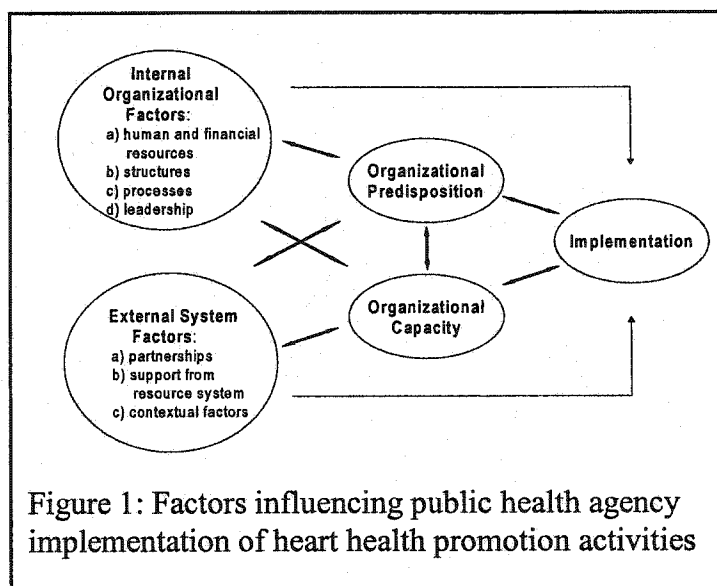 Internal
Organizational
Factors:
a) human and financial
resources
b) structures
c) processes
d) leadership
Organizational
Predisposition
Implementation
Organizational
Capacity
External System
Factors:
a) partnerships
b) support from
resource system
c) contextual factors
Figure 1: Factors influencing public health agency
implementation of heart health promotion activities